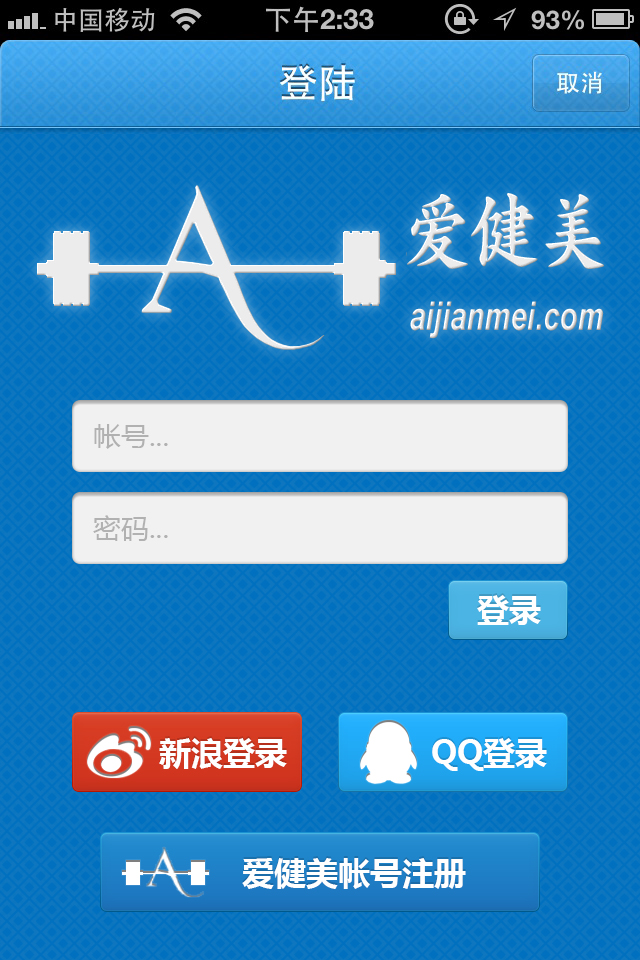 中国移动 下午2:33 93%
登陆 取消
爱健美
aijianmei.com
帐号...
密码...
登录
新浪登录 QQ登录
爱健美帐号注册